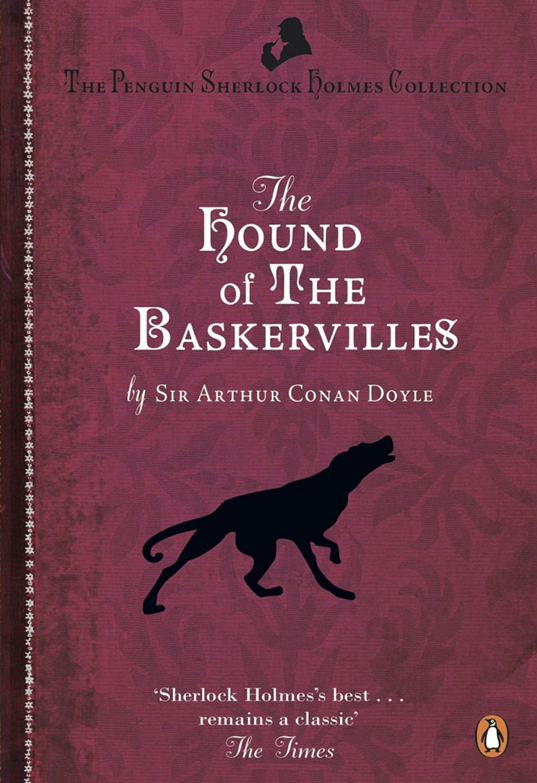 The Penguin Sherlock Holmes Collection
The
Hound
of The
Baskervilles
by Sir Arthur Conan Doyle
‘Sherlock Holmes's best . . .
remains a classic’
The Times